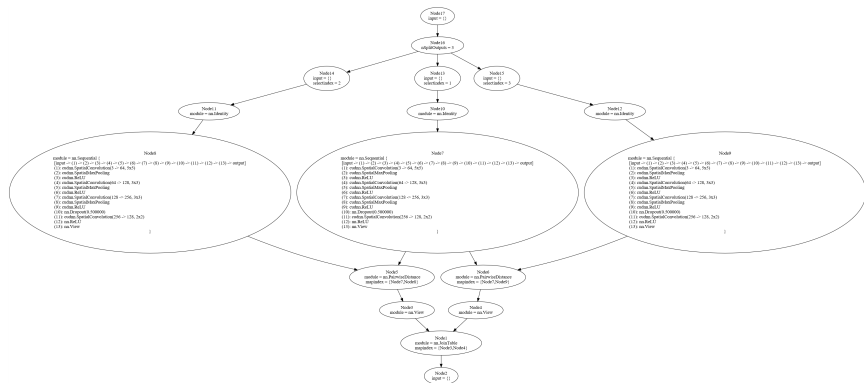 Node17
input = {}
Node16
nSplitOutputs = 3
Node14
input = {}
selectindex = 2
Node13
input = {}
selectindex = 1
Node15
input = {}
selectindex = 3
Node11
module = nn.Identity
Node10
module = nn.Identity
Node12
module = nn.Identity
Node8
module = nn.Sequential {
[input -> (1) -> (2) -> (3) -> (4) -> (5) -> (6) -> (7) -> (8) -> (9) -> (10) -> (11) -> (12) -> (13) -> output]
(1): cudnn.SpatialConvolution(3 -> 64, 5x5)
(2): cudnn.SpatialMaxPooling
(3): cudnn.ReLU
(4): cudnn.SpatialConvolution(64 -> 128, 3x3)
(5): cudnn.SpatialMaxPooling
(6): cudnn.ReLU
(7): cudnn.SpatialConvolution(128 -> 256, 3x3)
(8): cudnn.SpatialMaxPooling
(9): cudnn.ReLU
(10): nn.Dropout(0.500000)
(11): cudnn.SpatialConvolution(256 -> 128, 2x2)
(12): nn.ReLU
(13): nn.View
}
Node7
module = nn.Sequential {
[input -> (1) -> (2) -> (3) -> (4) -> (5) -> (6) -> (7) -> (8) -> (9) -> (10) -> (11) -> (12) -> (13) -> output]
(1): cudnn.SpatialConvolution(3 -> 64, 5x5)
(2): cudnn.SpatialMaxPooling
(3): cudnn.ReLU
(4): cudnn.SpatialConvolution(64 -> 128, 3x3)
(5): cudnn.SpatialMaxPooling
(6): cudnn.ReLU
(7): cudnn.SpatialConvolution(128 -> 256, 3x3)
(8): cudnn.SpatialMaxPooling
(9): cudnn.ReLU
(10): nn.Dropout(0.500000)
(11): cudnn.SpatialConvolution(256 -> 128, 2x2)
(12): nn.ReLU
(13): nn.View
}
Node9
module = nn.Sequential {
[input -> (1) -> (2) -> (3) -> (4) -> (5) -> (6) -> (7) -> (8) -> (9) -> (10) -> (11) -> (12) -> (13) -> output]
(1): cudnn.SpatialConvolution(3 -> 64, 5x5)
(2): cudnn.SpatialMaxPooling
(3): cudnn.ReLU
(4): cudnn.SpatialConvolution(64 -> 128, 3x3)
(5): cudnn.SpatialMaxPooling
(6): cudnn.ReLU
(7): cudnn.SpatialConvolution(128 -> 256, 3x3)
(8): cudnn.SpatialMaxPooling
(9): cudnn.ReLU
(10): nn.Dropout(0.500000)
(11): cudnn.SpatialConvolution(256 -> 128, 2x2)
(12): nn.ReLU
(13): nn.View
}
Node5
module = nn.PairwiseDistance
mapindex = {Node7,Node8}
Node6
module = nn.PairwiseDistance
mapindex = {Node7,Node9}
Node3
module = nn.View
Node4
module = nn.View
Node1
module = nn.JoinTable
mapindex = {Node3,Node4}
Node2
input = {}